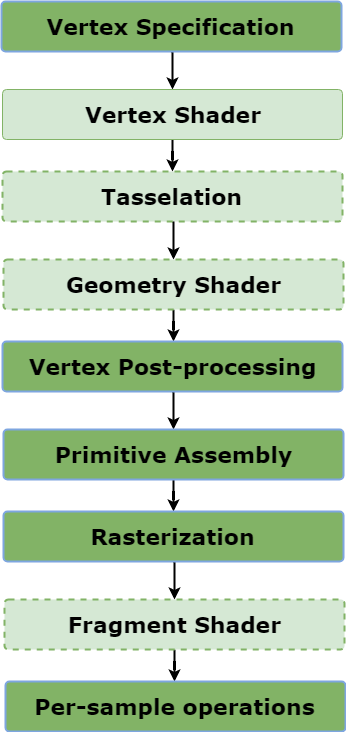 Vertex Specification
Vertex Shader
Tasselation
Geometry Shader
Vertex Post-processing
Primitive Assembly
Rasterization
Fragment Shader
Per-sample operations